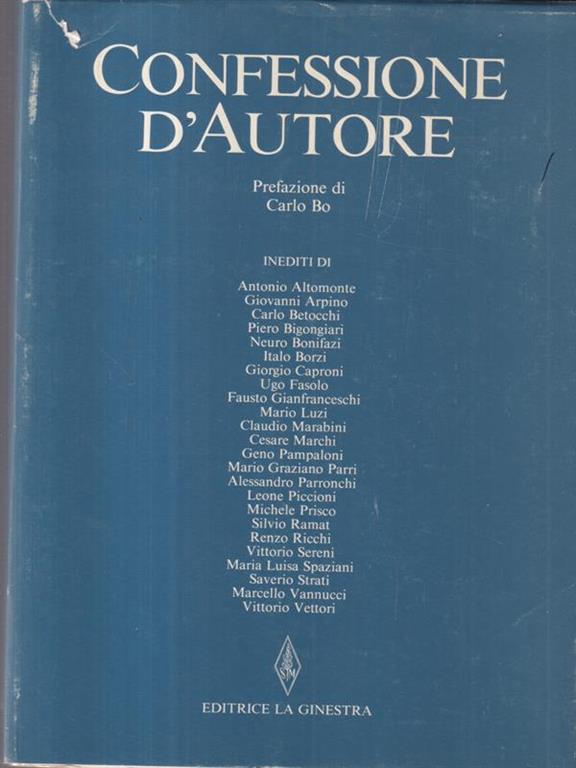 CONFESSIONE
D'AUTORE
Prefazione di
Carlo Bo
INEDITI DI
Antonio Altomonte
Giovanni Arpino
Carlo Betocchi
Piero Bigongiari
Neuro Bonifazi
Italo Borzi
Giorgio Caproni
Ugo Fasolo
Fausto Gianfranceschi
Mario Luzi
Claudio Marabini
Cesare Marchi
Geno Pampaloni
Mario Graziano Parri
Alessandro Parronchi
Leone Piccioni
Michele Prisco
Silvio Ramat
Renzo Ricchi
Vittorio Sereni
Maria Luisa Spaziani
Saverio Strati
Marcello Vannucci
Vittorio Vettori
SJM
EDITRICE LA GINESTRA